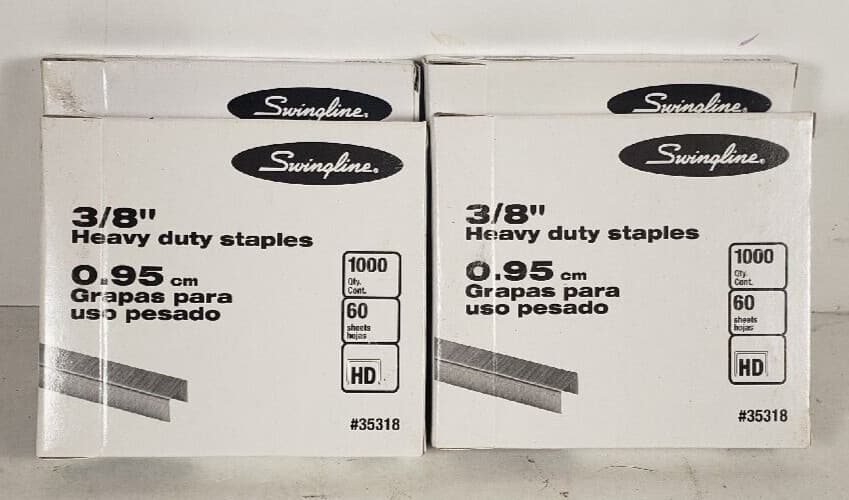 Swingline®
Swingline®
Swingline®
3/8"
Heavy duty staples
0.95 cm
Grapas para
uso pesado
1000
Qty.
Cont.
60
sheets
hojas
HD
#35318
Swingline®
3/8"
Heavy duty staples
0.95 cm
Grapas para
uso pesado
1000
Qty.
Cont.
60
sheets
hojas
HD
#35318